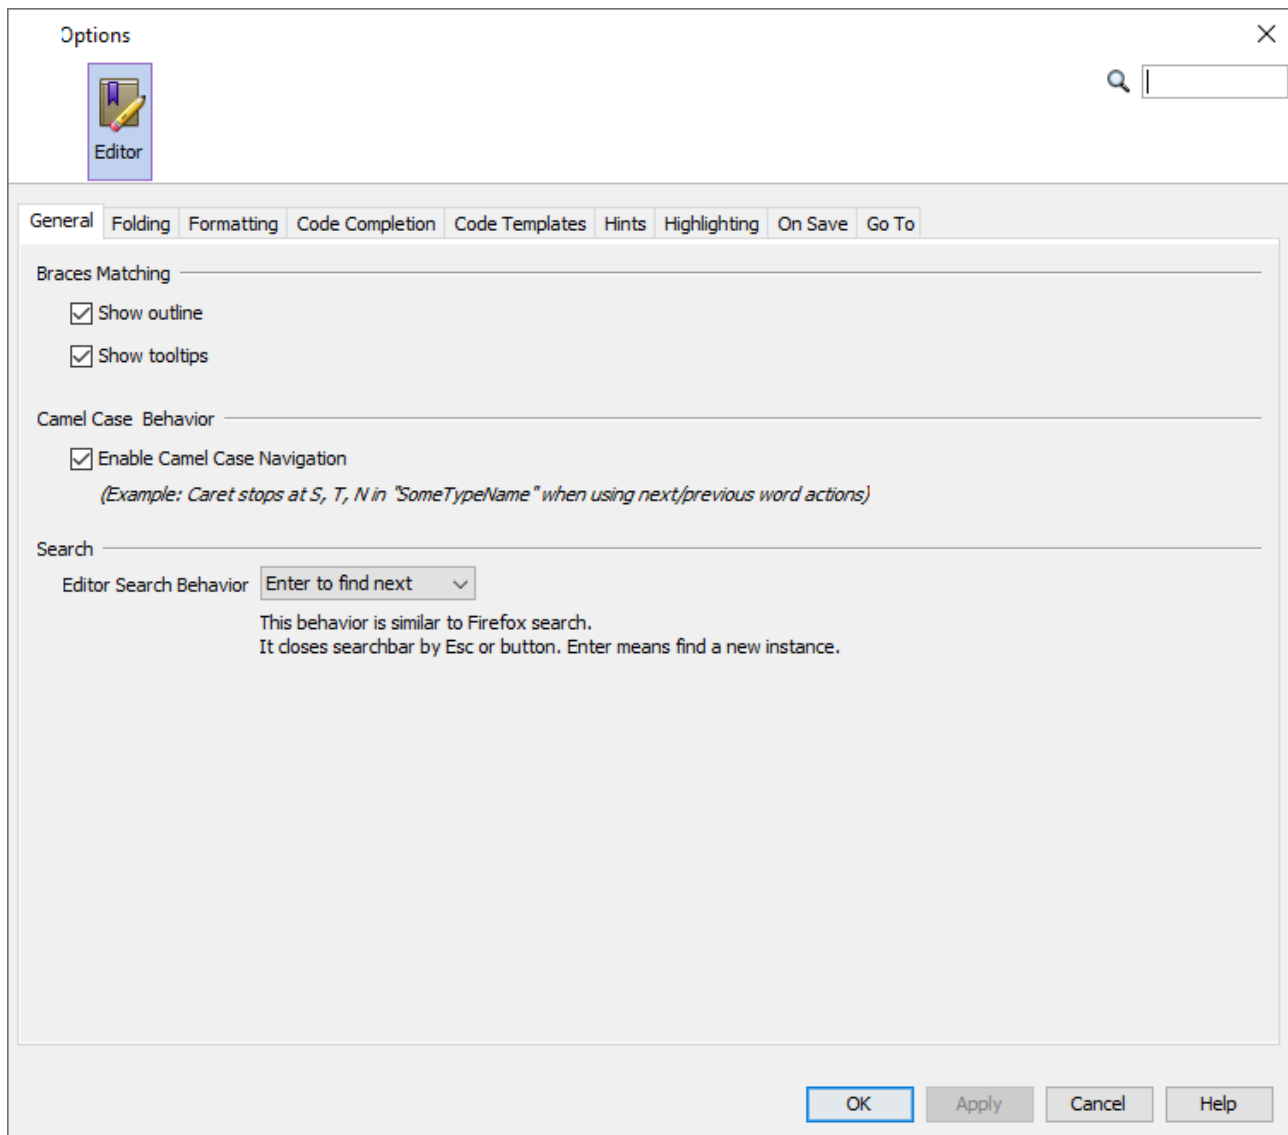 Options
Editor
General Folding Formatting Code Completion Code Templates Hints Highlighting On Save Go To
Braces Matching
Show outline
Show tooltips
Camel Case  Behavior
Enable Camel Case Navigation
(Example: Caret stops at S, T, N in "SomeTypeName" when using next/previous word actions)
Search
Editor Search Behavior Enter to find next
This behavior is similar to Firefox search.
It closes searchbar by Esc or button. Enter means find a new instance.
OK Apply Cancel Help